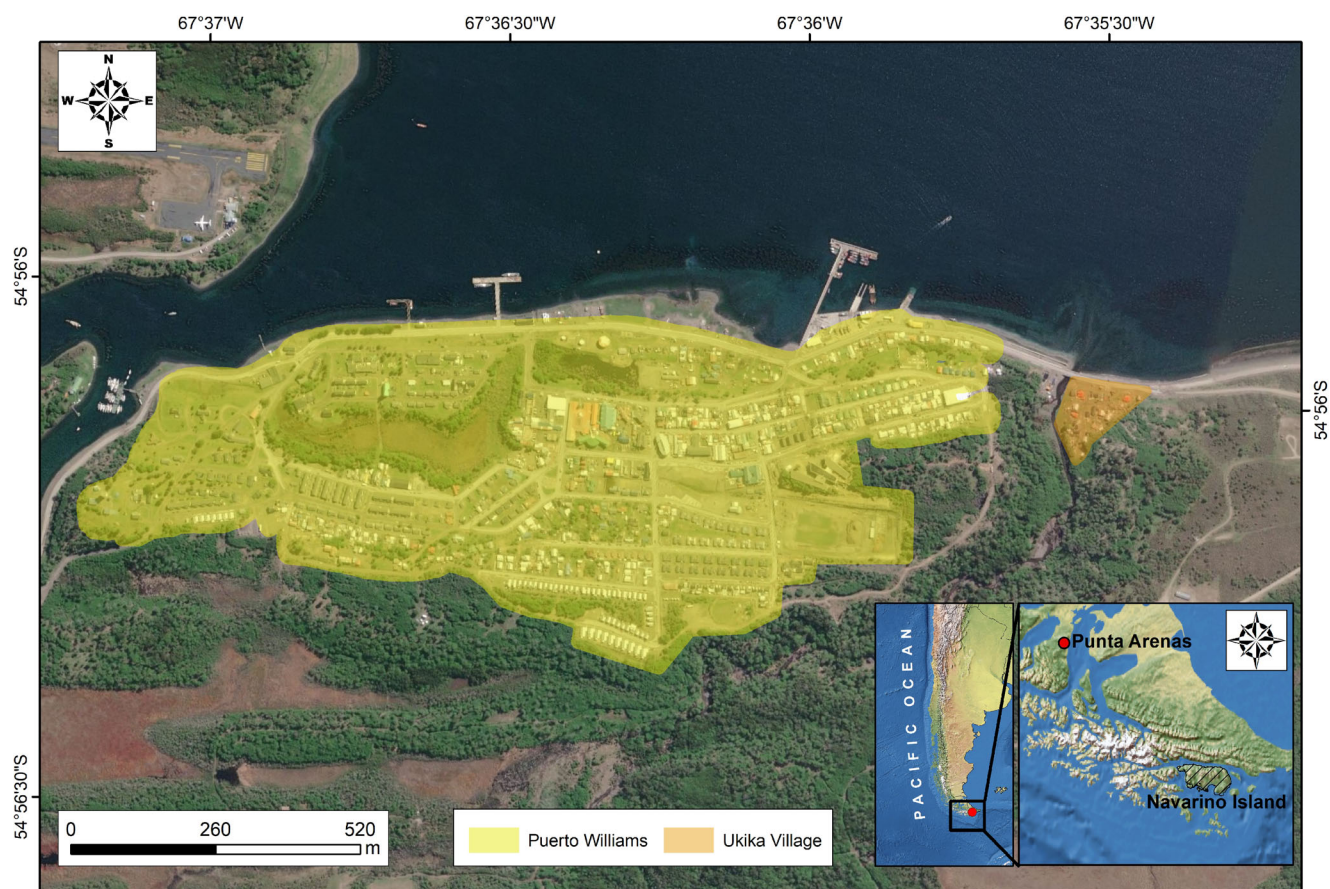 67°37'W
67°36'30"W
67°36'W
67°35'30"W
N
W E
S
54°56'S
54°56'S
54°56'30"S
0 260 520
m
Puerto Williams
Ukika Village
PACIFIC OCEAN
Punta Arenas
Navarino Island